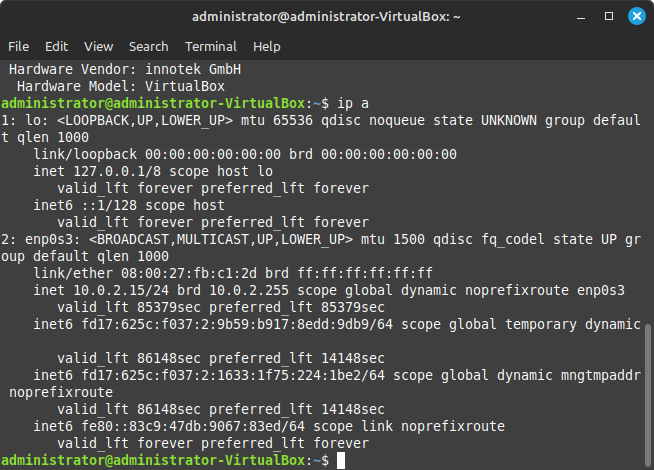 administrator@administrator-VirtualBox: ~
File Edit View Search Terminal Help
Hardware Vendor: innotek GmbH
Hardware Model: VirtualBox
administrator@administrator-VirtualBox:~$ ip a
1: lo: <LOOPBACK,UP,LOWER_UP> mtu 65536 qdisc noqueue state UNKNOWN group defaul
t qlen 1000
    link/loopback 00:00:00:00:00:00 brd 00:00:00:00:00:00
    inet 127.0.0.1/8 scope host lo
       valid_lft forever preferred_lft forever
    inet6 ::1/128 scope host
       valid_lft forever preferred_lft forever
2: enp0s3: <BROADCAST,MULTICAST,UP,LOWER_UP> mtu 1500 qdisc fq_codel state UP gr
oup default qlen 1000
    link/ether 08:00:27:fb:c1:2d brd ff:ff:ff:ff:ff:ff
    inet 10.0.2.15/24 brd 10.0.2.255 scope global dynamic noprefixroute enp0s3
       valid_lft 85379sec preferred_lft 85379sec
    inet6 fd17:625c:f037:2:9b59:b917:8edd:9db9/64 scope global temporary dynamic
       valid_lft 86148sec preferred_lft 14148sec
    inet6 fd17:625c:f037:2:1633:1f75:224:1be2/64 scope global dynamic mngtmpaddr
 noprefixroute
       valid_lft 86148sec preferred_lft 14148sec
    inet6 fe80::83c9:47db:9067:83ed/64 scope link noprefixroute
       valid_lft forever preferred_lft forever
administrator@administrator-VirtualBox:~$